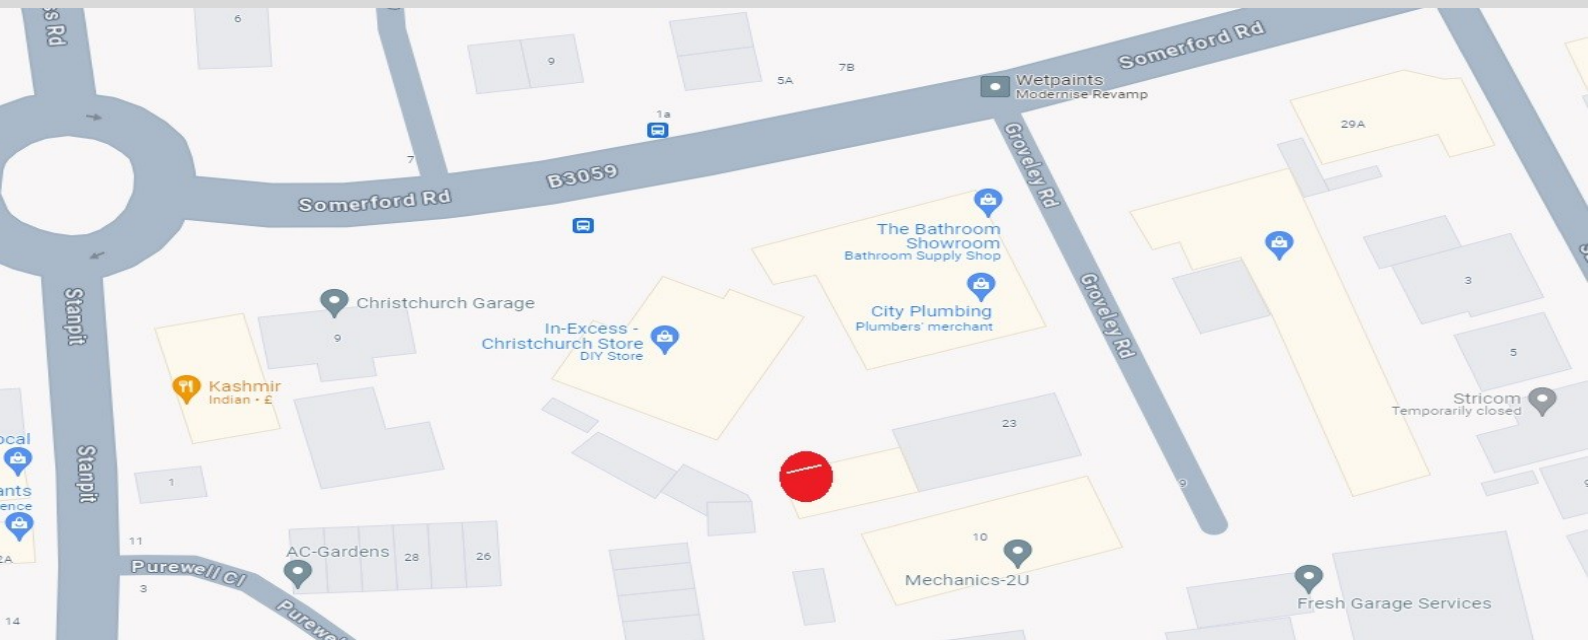 ss Rd
6
9
5A
7B
Somerford Rd
Wetpaints
Modernise Revamp
1a
29A
7
B3059
Somerford Rd
Groveley Rd
The Bathroom
Showroom
Bathroom Supply Shop
City Plumbing
Plumbers' merchant
Groveley Rd
3
5
Stanpit
Christchurch Garage
9
In-Excess -
Christchurch Store
DIY Store
Kashmir
Indian · £
Stricom
Temporarily closed
23
ocal
Stanpit
1
ants
ence
9
9
2A
11
AC-Gardens
28
26
10
Mechanics-2U
Purewell Cl
3
Purewel
14
Fresh Garage Services